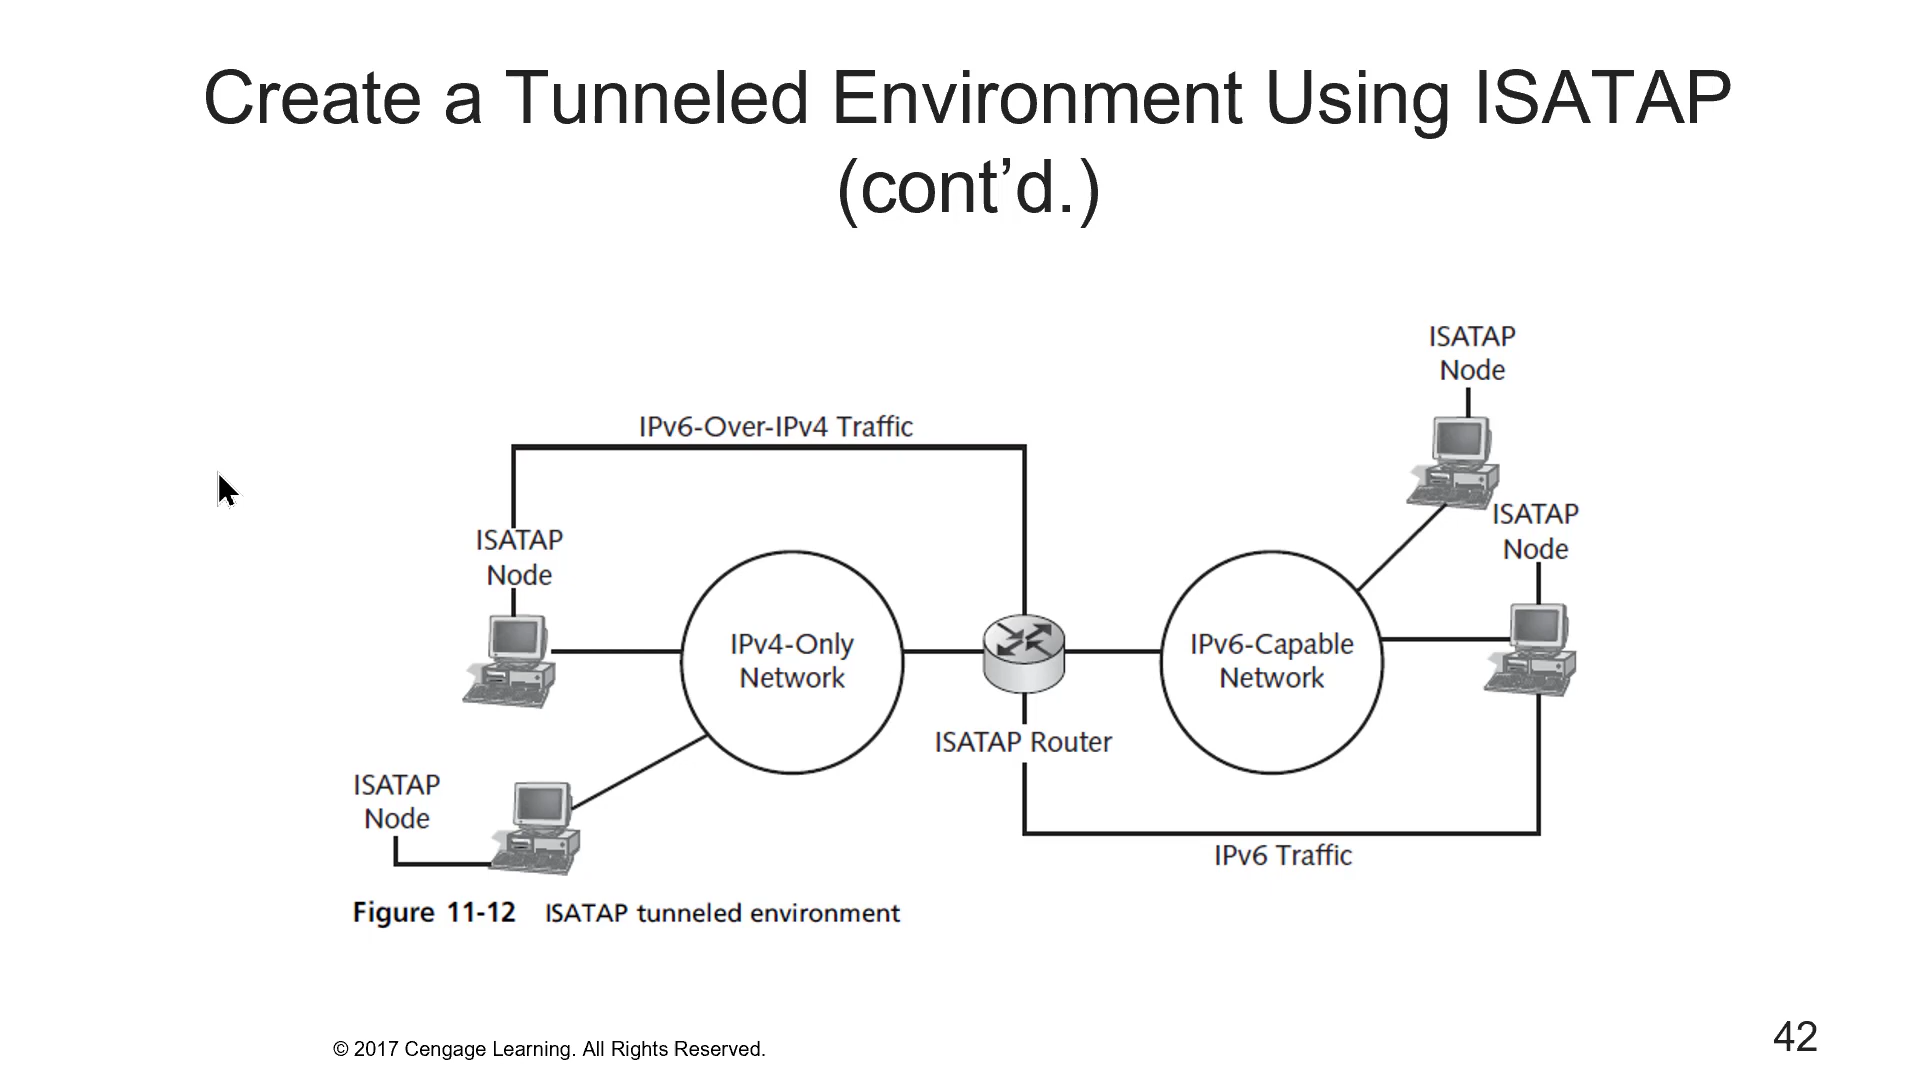 Create a Tunneled Environment Using ISATAP
(cont’d.)
ISATAP
Node
IPv6-Over-IPv4 Traffic
ISATAP
Node
ISATAP
Node
IPv4-Only
Network
IPv6-Capable
Network
ISATAP Router
ISATAP
Node
IPv6 Traffic
Figure 11-12 ISATAP tunneled environment
© 2017 Cengage Learning. All Rights Reserved.
42